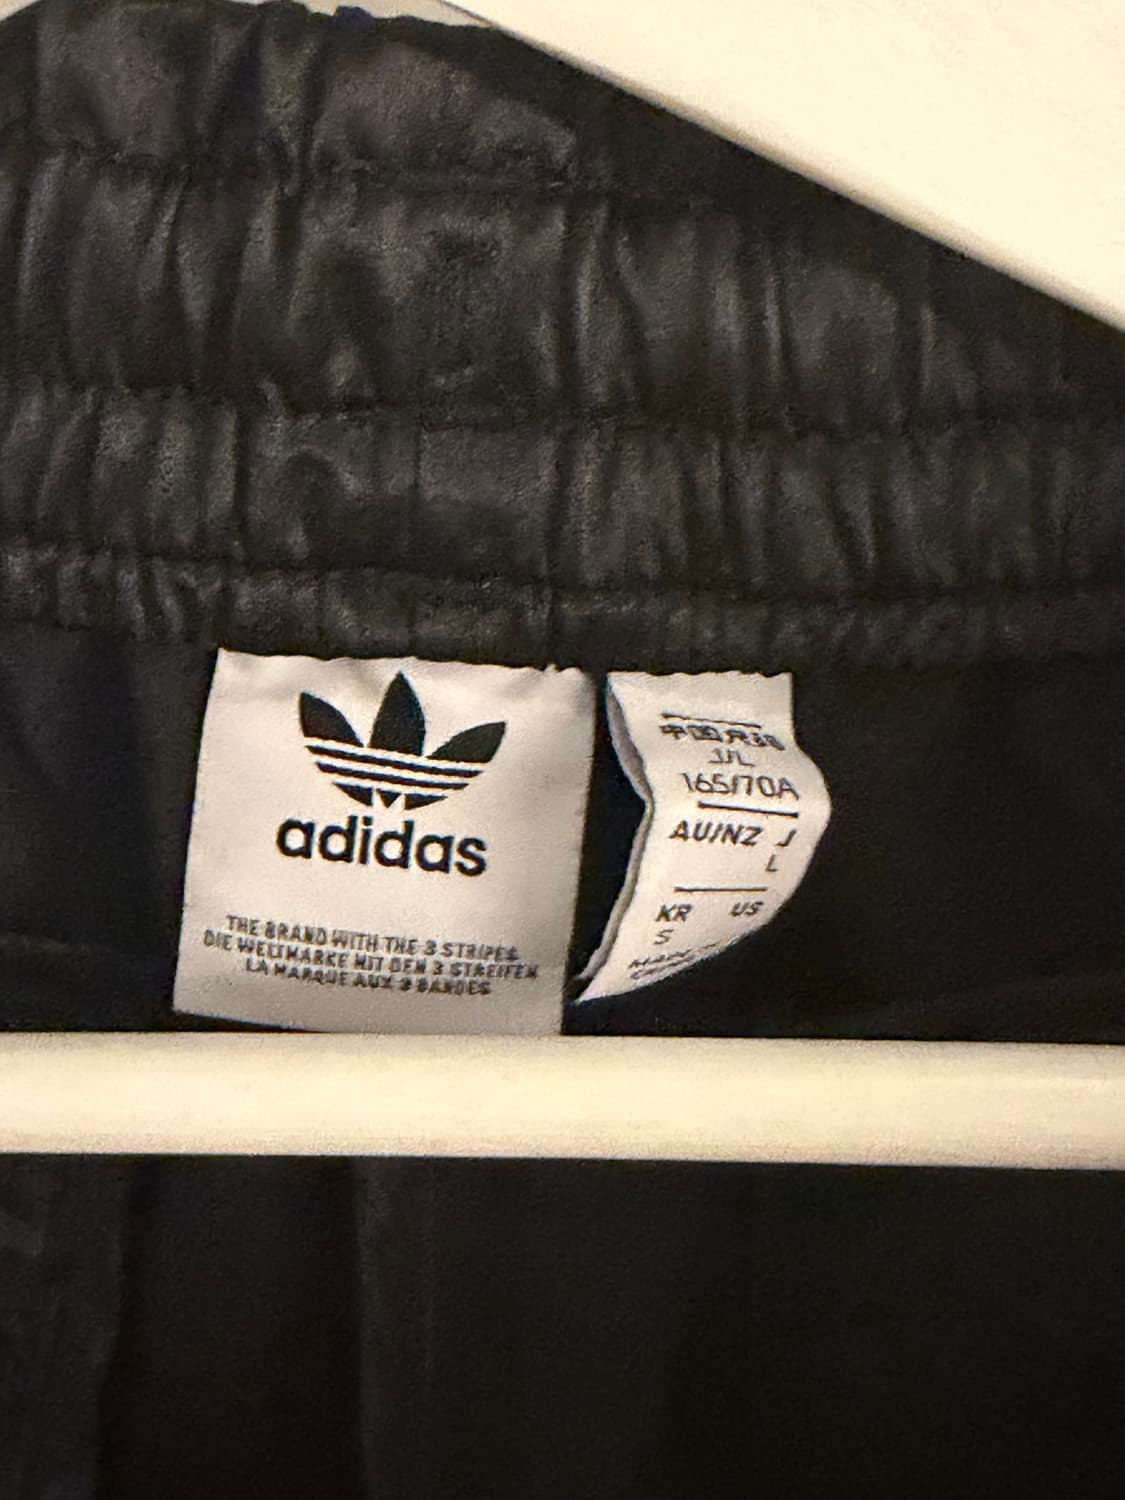 adidas
THE BRAND WITH THE 3 STRIPES
DIE WELTMARKE MIT DEN 3 STREIFEN
LA MARQUE AUX 3 BANDES
J/L
165/70A
AU/NZ J
L
KR US
S